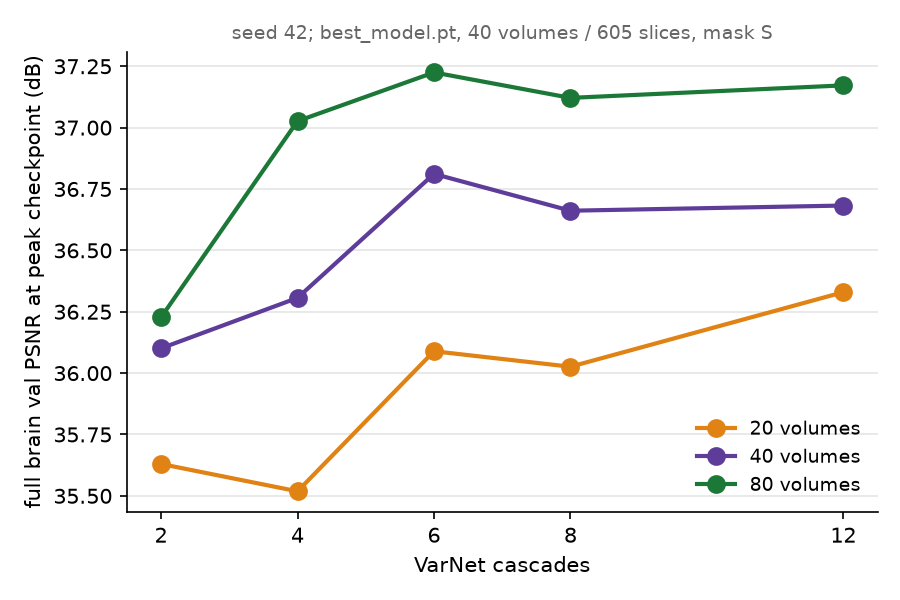 seed 42; best_model.pt, 40 volumes / 605 slices, mask S
full brain val PSNR at peak checkpoint (dB)
37.25
37.00
36.75
36.50
36.25
36.00
35.75
35.50
20 volumes
40 volumes
80 volumes
2
4
6
8
12
VarNet cascades